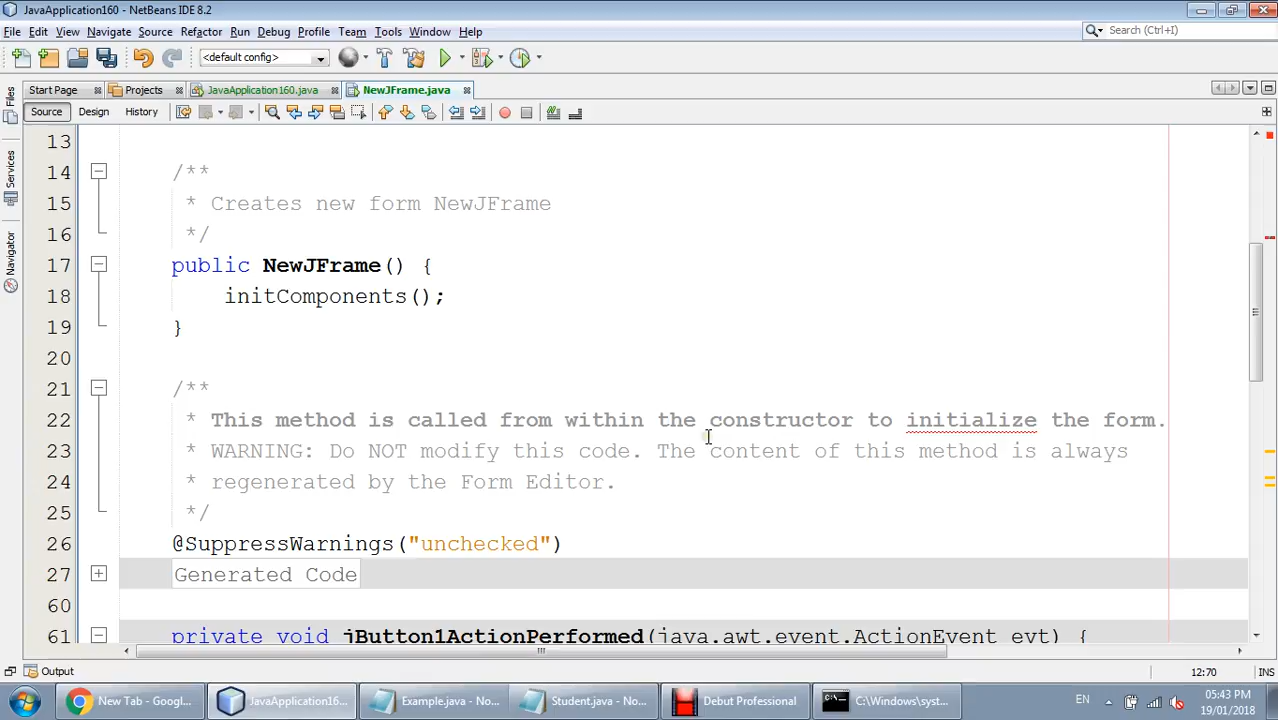 JavaApplication160 - NetBeans IDE 8.2
File Edit View Navigate Source Refactor Run Debug Profile Team Tools Window Help
Search (Ctrl+I)
<default config>
Start Page Projects JavaApplication160.java NewJFrame.java
Source Design History
Files
Services
Navigator
13
14 /**
15 * Creates new form NewJFrame
16 */
17 public NewJFrame() {
18 initComponents();
19 }
20
21 /**
22 * This method is called from within the constructor to initialize the form.
23 * WARNING: Do NOT modify this code. The content of this method is always
24 * regenerated by the Form Editor.
25 */
26 @SuppressWarnings("unchecked")
27 Generated Code
60
61 private void jButton1ActionPerformed(java.awt.event.ActionEvent evt) {
Output
12:70 INS
New Tab - Googl... JavaApplication16... Example.java - No... Student.java - No... Debut Professional C:\Windows\syst...
EN
05:43 PM
19/01/2018